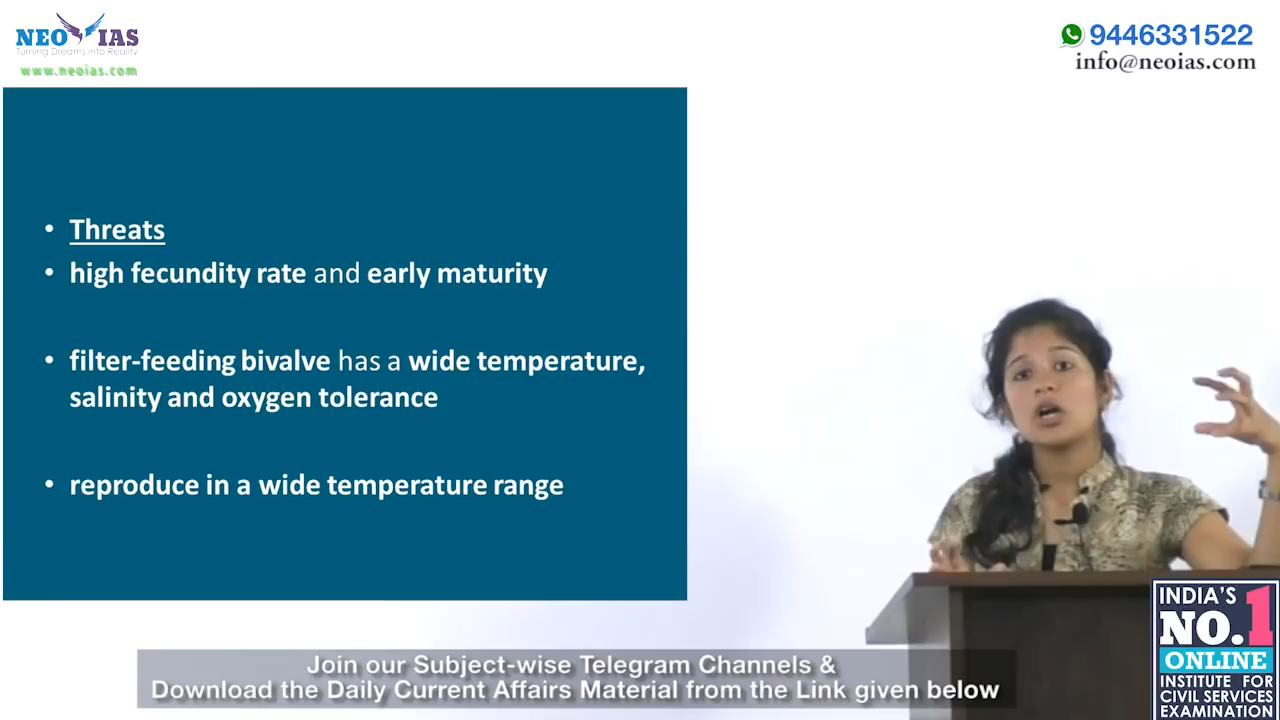 NEO IAS
Turning Dreams into Reality
www.neoias.com
9446331522
info@neoias.com
• Threats
• high fecundity rate and early maturity
• filter-feeding bivalve has a wide temperature,
salinity and oxygen tolerance
• reproduce in a wide temperature range
INDIA'S
NO.1
ONLINE
INSTITUTE FOR
CIVIL SERVICES
EXAMINATION
Join our Subject-wise Telegram Channels &
Download the Daily Current Affairs Material from the Link given below